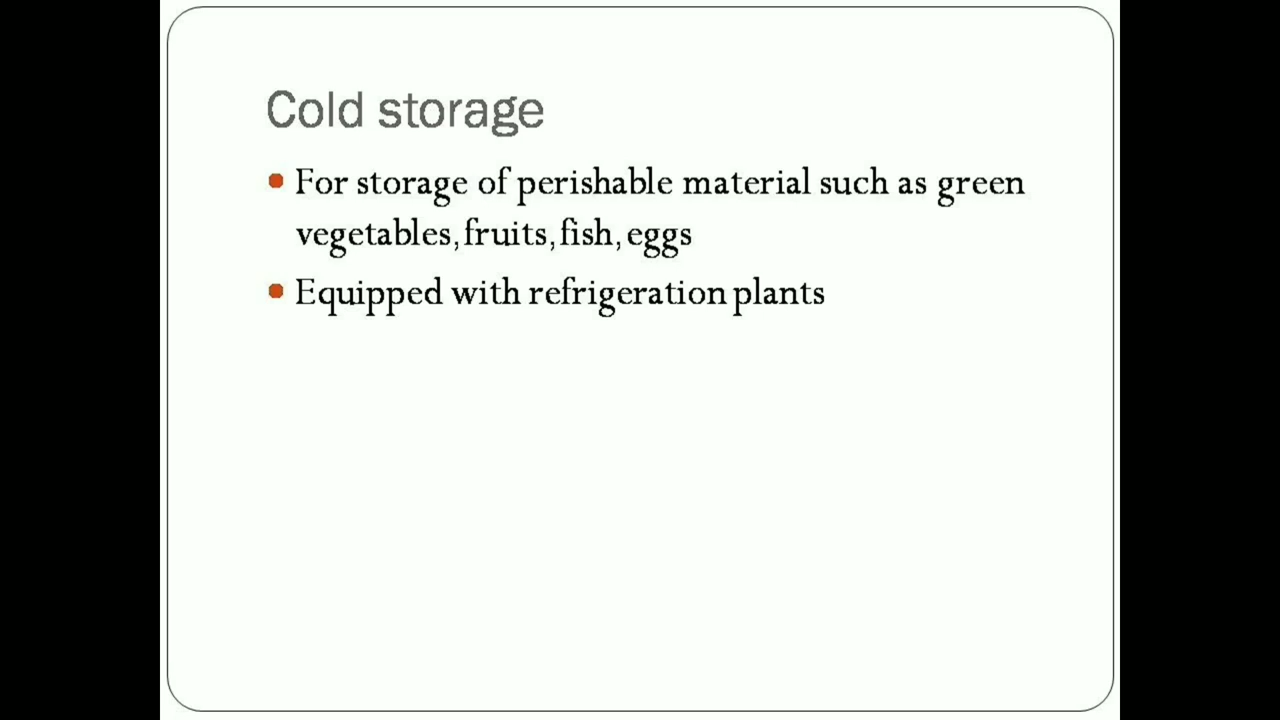 Cold storage
For storage of perishable material such as green
vegetables, fruits, fish, eggs
Equipped with refrigeration plants